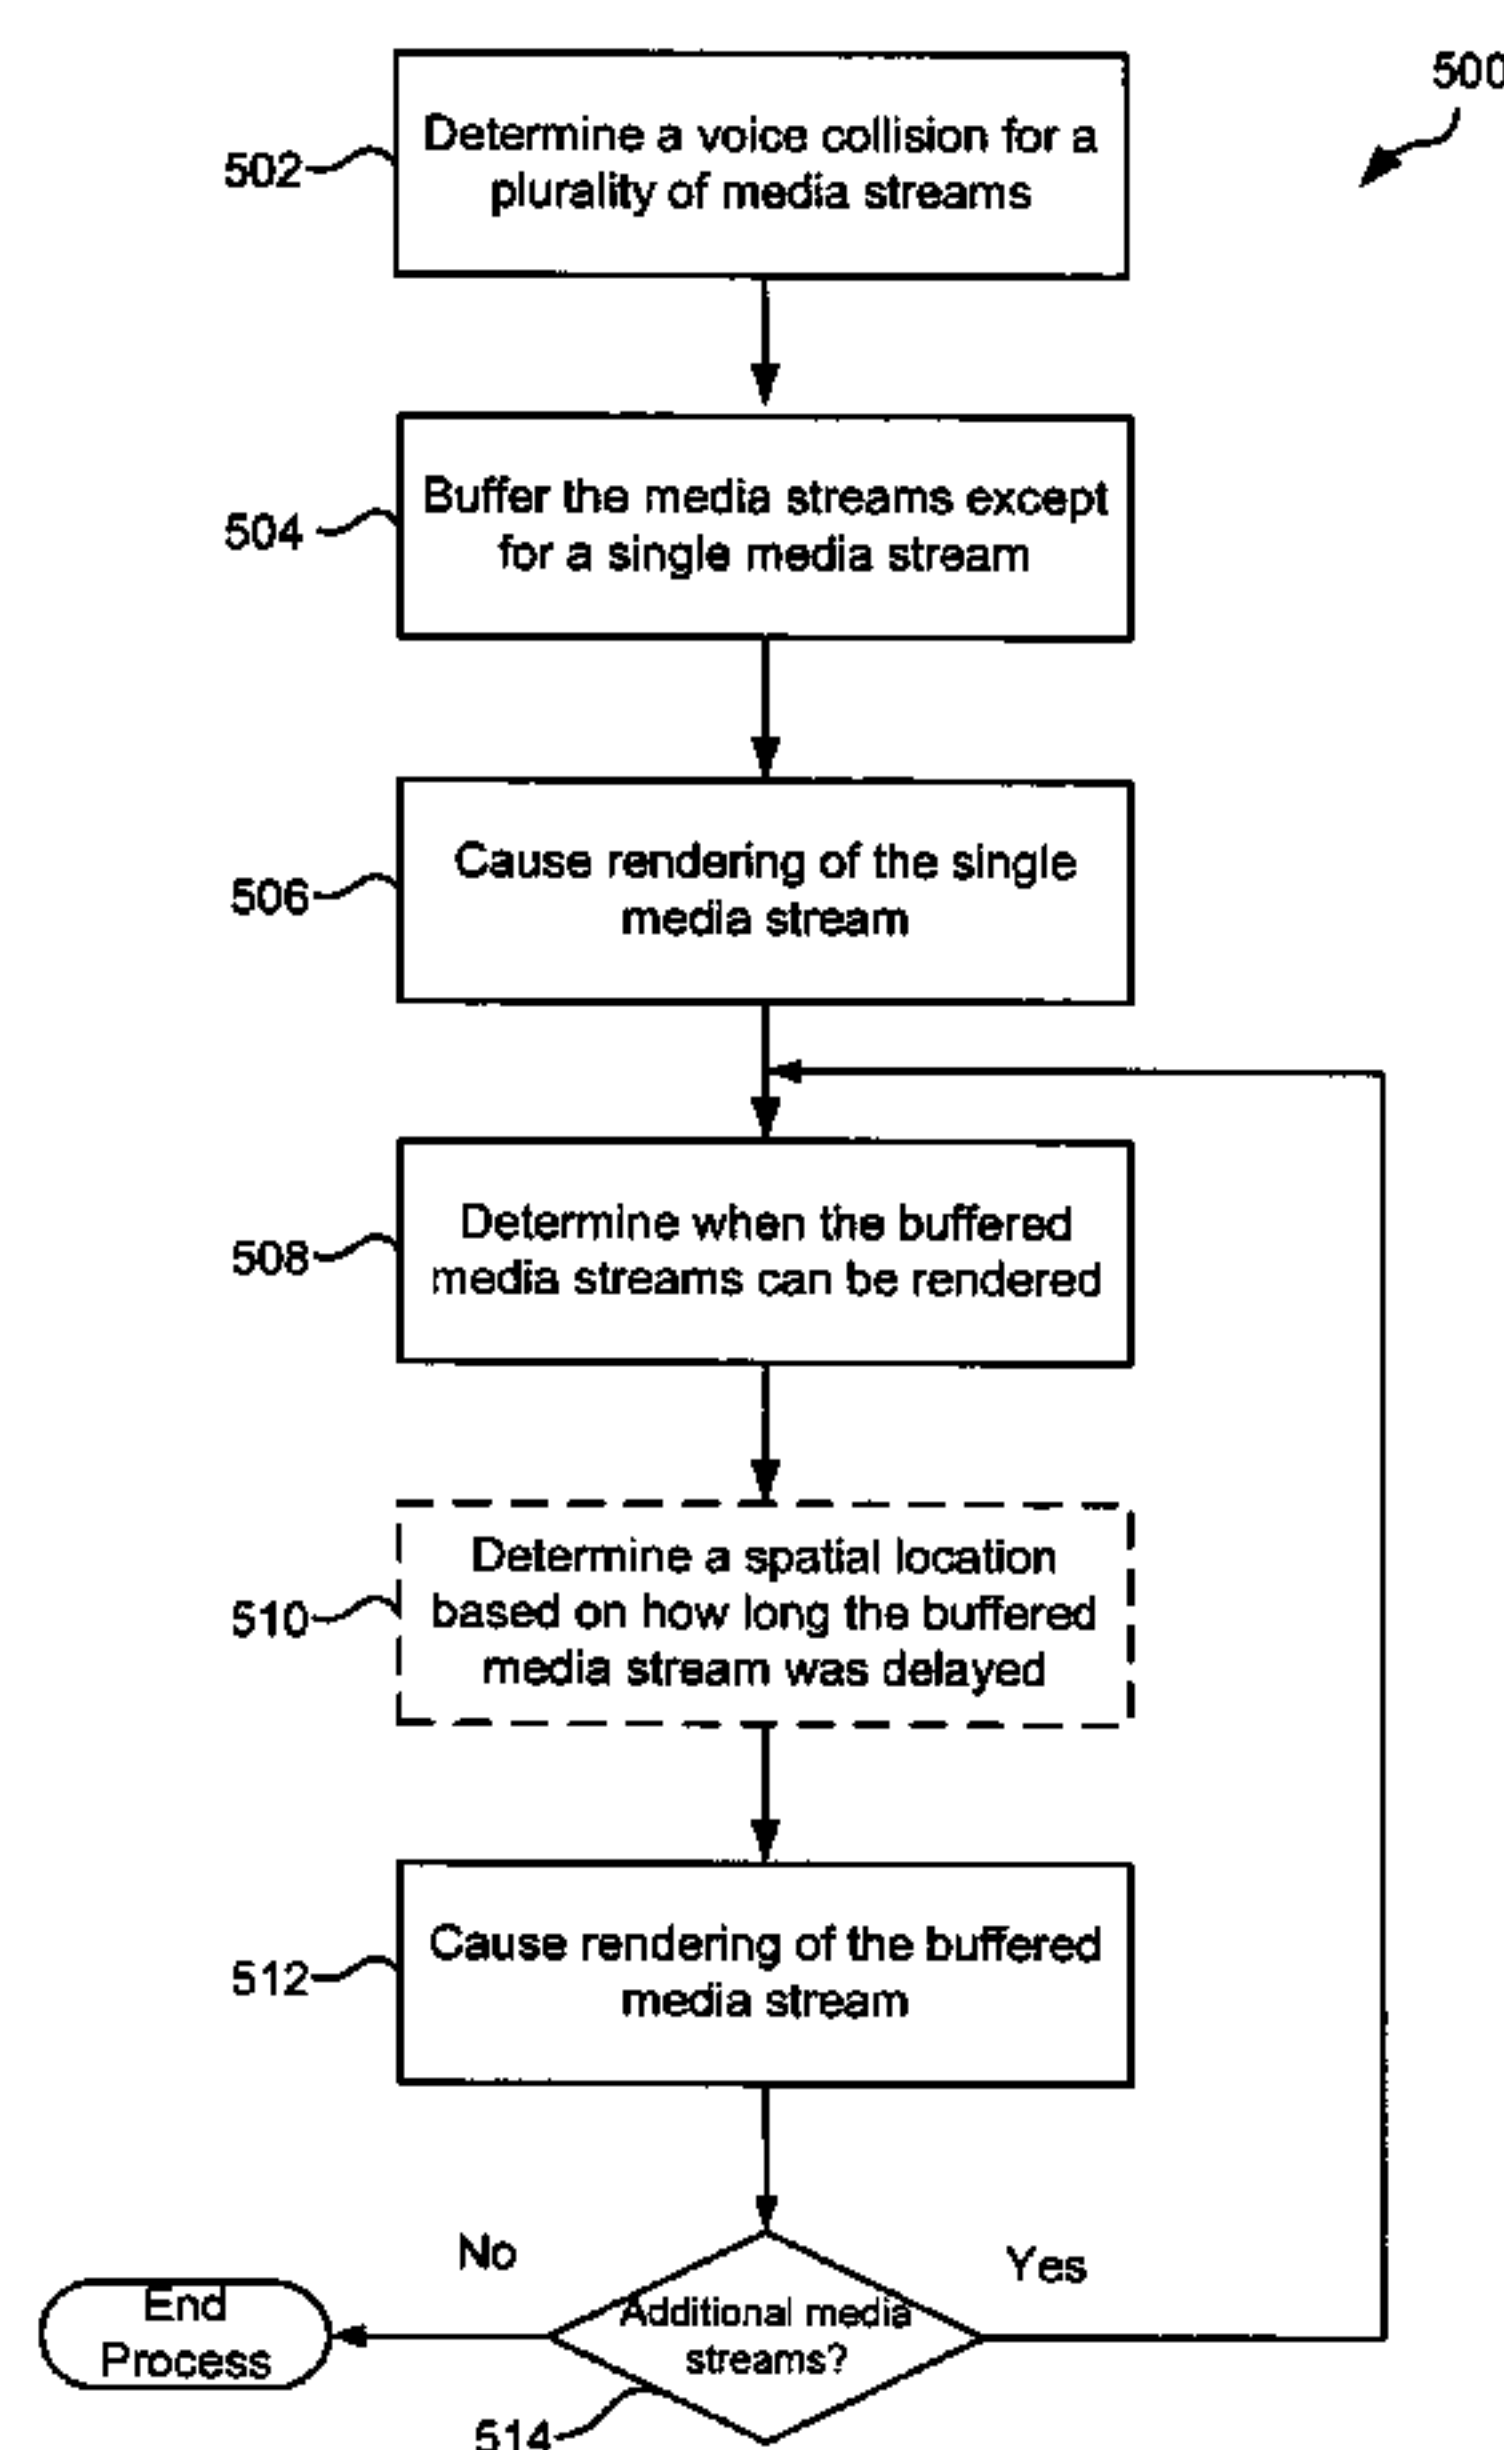 500
502
Determine a voice collision for a
plurality of media streams
504
Buffer the media streams except
for a single media stream
506
Cause rendering of the single
media stream
508
Determine when the buffered
media streams can be rendered
510
Determine a spatial location
based on how long the buffered
media stream was delayed
512
Cause rendering of the buffered
media stream
No
Yes
End
Process
Additional media
streams?
514